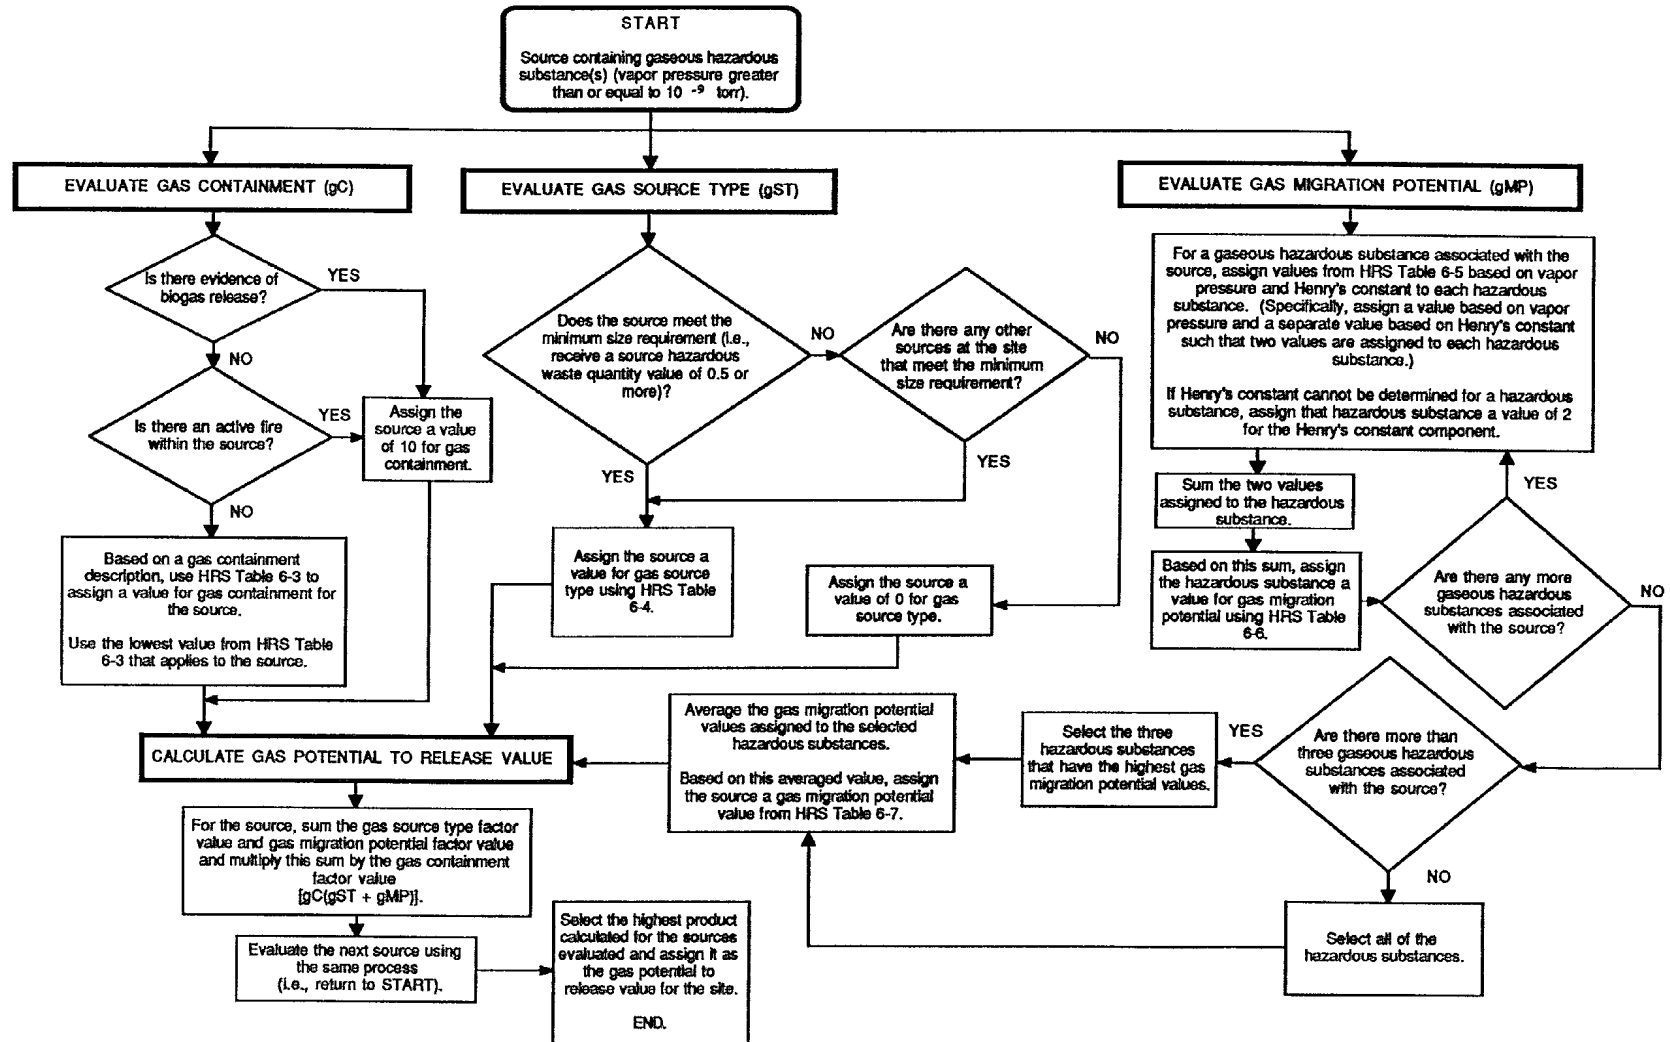 START
Source containing gaseous hazardous
substance(s) (vapor pressure greater
than or equal to 10 -9 torr).
EVALUATE GAS CONTAINMENT (gC)
EVALUATE GAS SOURCE TYPE (gST)
EVALUATE GAS MIGRATION POTENTIAL (gMP)
Is there evidence of
biogas release?
YES
NO
Is there an active fire
within the source?
YES
NO
Assign the
source a value
of 10 for gas
containment.
Based on a gas containment
description, use HRS Table 6-3 to
assign a value for gas containment for
the source.
Use the lowest value from HRS Table
6-3 that applies to the source.
Does the source meet the
minimum size requirement (i.e.,
receive a source hazardous
waste quantity value of 0.5 or
more)?
NO
YES
Are there any other
sources at the site
that meet the minimum
size requirement?
NO
YES
Assign the source a
value for gas source
type using HRS Table
6-4.
Assign the source a
value of 0 for gas
source type.
For a gaseous hazardous substance associated with the
source, assign values from HRS Table 6-5 based on vapor
pressure and Henry's constant to each hazardous
substance. (Specifically, assign a value based on vapor
pressure and a separate value based on Henry's constant
such that two values are assigned to each hazardous
substance.)
If Henry's constant cannot be determined for a hazardous
substance, assign that hazardous substance a value of 2
for the Henry's constant component.
Sum the two values
assigned to the hazardous
substance.
Based on this sum, assign
the hazardous substance a
value for gas migration
potential using HRS Table
6-6.
YES
Are there any more
gaseous hazardous
substances associated
with the source?
NO
Are there more than
three gaseous hazardous
substances associated
with the source?
YES
NO
Select the three
hazardous substances
that have the highest gas
migration potential values.
Select all of the
hazardous substances.
Average the gas migration potential
values assigned to the selected
hazardous substances.
Based on this averaged value, assign
the source a gas migration potential
value from HRS Table 6-7.
CALCULATE GAS POTENTIAL TO RELEASE VALUE
For the source, sum the gas source type factor
value and gas migration potential factor value
and multiply this sum by the gas containment
factor value
[gC(gST + gMP)].
Evaluate the next source using
the same process
(i.e., return to START).
Select the highest product
calculated for the sources
evaluated and assign it as
the gas potential to
release value for the site.
END.